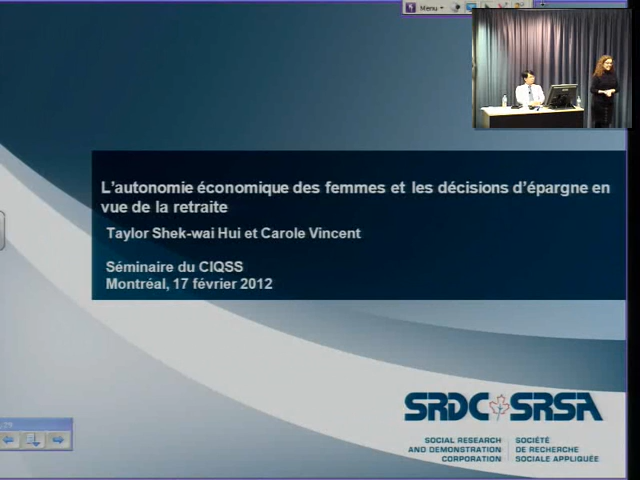 Menu
L'autonomie économique des femmes et les décisions d'épargne en
vue de la retraite
Taylor Shek-wai Hui et Carole Vincent
Séminaire du CIQSS
Montréal, 17 février 2012
SRDC SRSA
SOCIAL RESEARCH
AND DEMONSTRATION
CORPORATION
SOCIÉTÉ
DE RECHERCHE
SOCIALE APPLIQUÉE